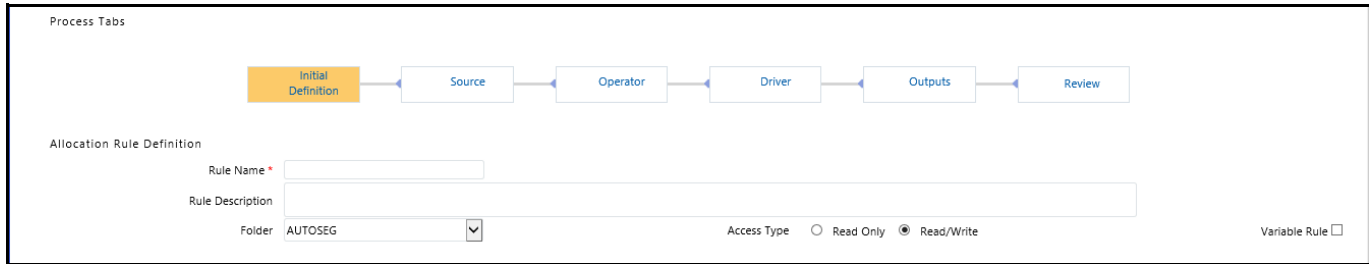 Process Tabs
Initial
Definition
Source
Operator
Driver
Outputs
Review
Allocation Rule Definition
Rule Name *
Rule Description
Folder AUTOSEG Access Type Read Only Read/Write Variable Rule